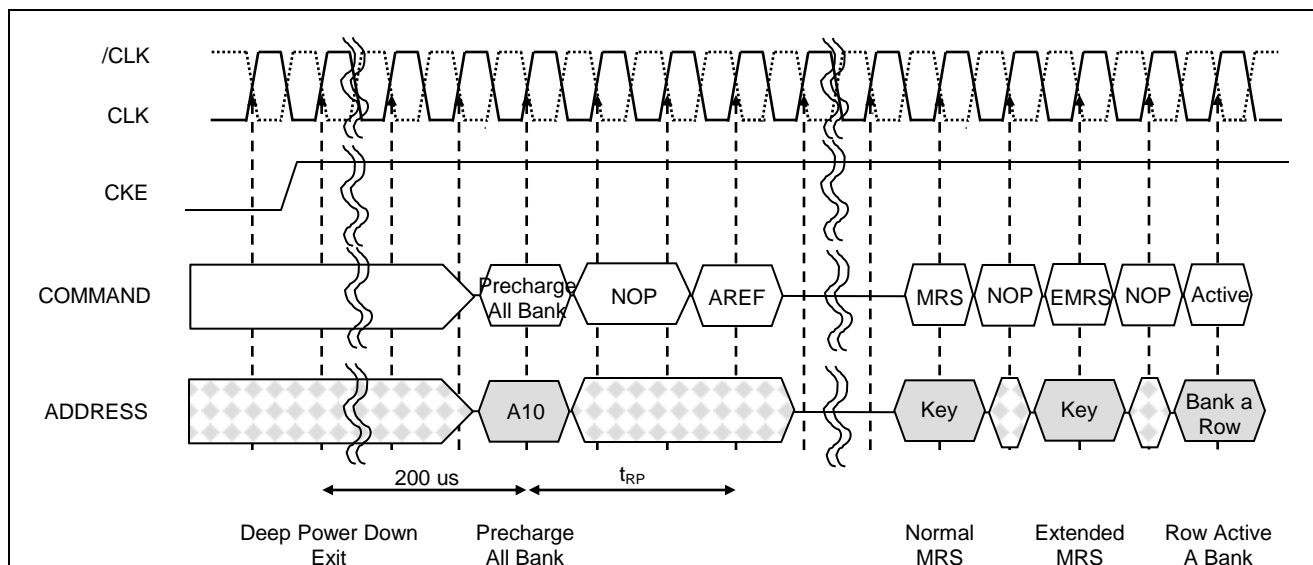 /CLK
CLK
CKE
COMMAND
Precharge
All Bank
NOP
AREF
MRS
NOP
EMRS
NOP
Active
ADDRESS
A10
Key
Key
Bank a
Row
200 us
tRP
Deep Power Down
Exit
Precharge
All Bank
Normal
MRS
Extended
MRS
Row Active
A Bank